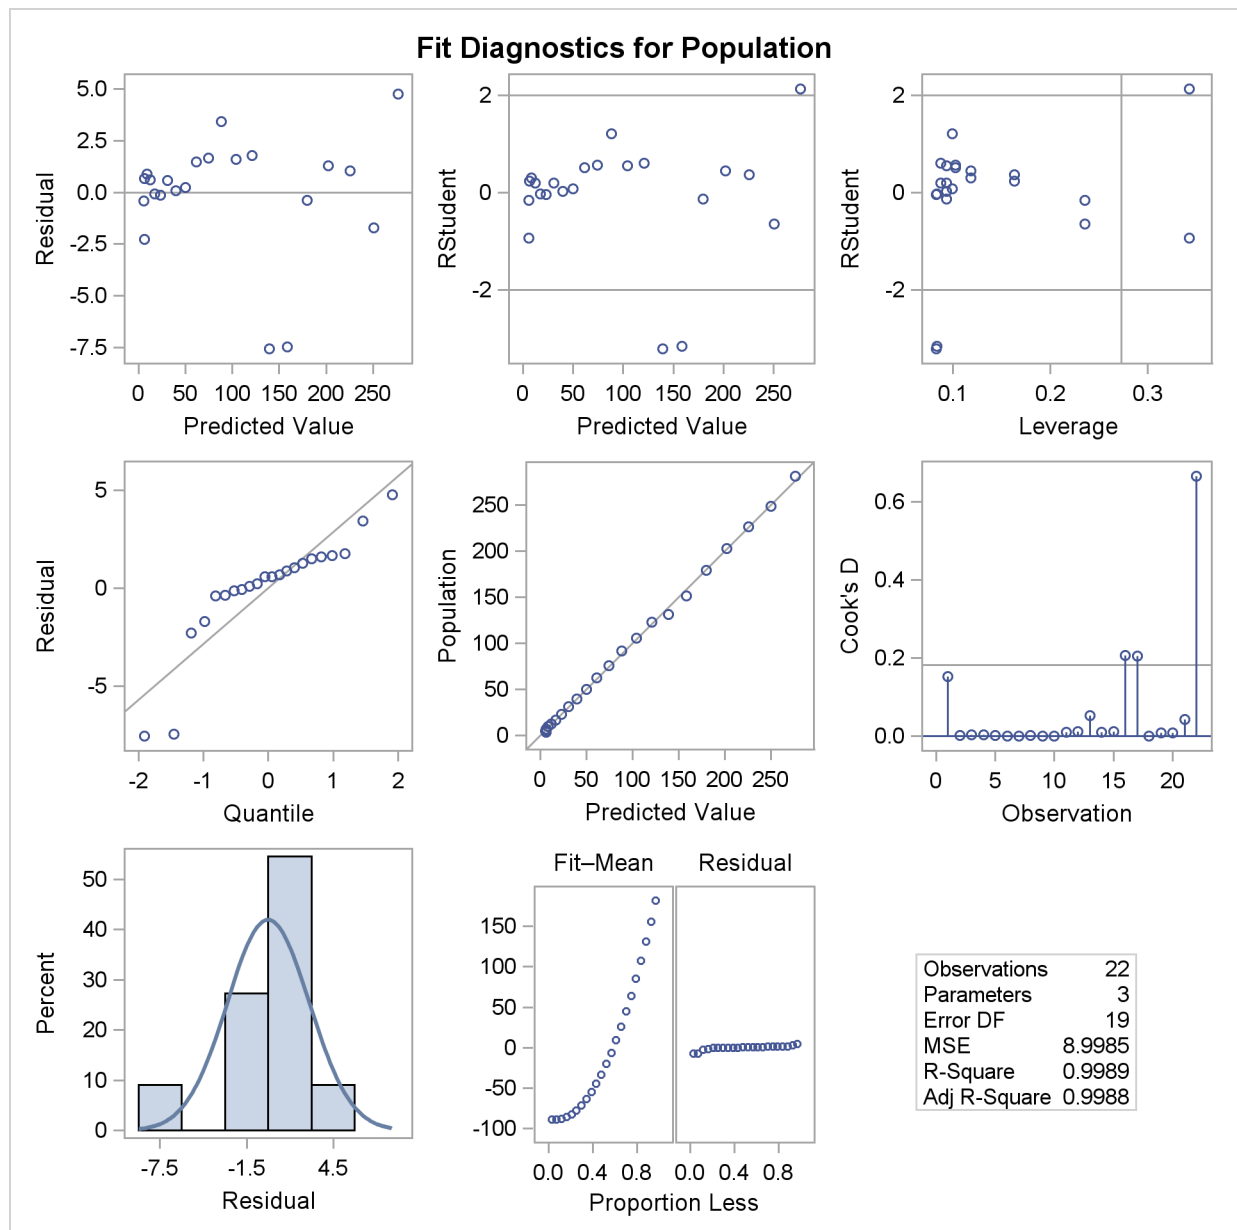 Fit Diagnostics for Population
5.0
2.5
0.0
-2.5
-5.0
-7.5
Residual
0 50 100 150 200 250
Predicted Value
2
0
-2
RStudent
0 50 100 150 200 250
Predicted Value
2
0
-2
RStudent
0.1 0.2 0.3
Leverage
5
0
-5
Residual
-2 -1 0 1 2
Quantile
250
200
150
100
50
0
Population
0 50 100 150 200 250
Predicted Value
0.6
0.4
0.2
0.0
Cook's D
0 5 10 15 20
Observation
50
40
30
20
10
0
Percent
-7.5 -1.5 4.5
Residual
Fit–Mean Residual
150
100
50
0
-50
-100
0.0 0.4 0.8 0.0 0.4 0.8
Proportion Less
Observations 22
Parameters 3
Error DF 19
MSE 8.9985
R-Square 0.9989
Adj R-Square 0.9988